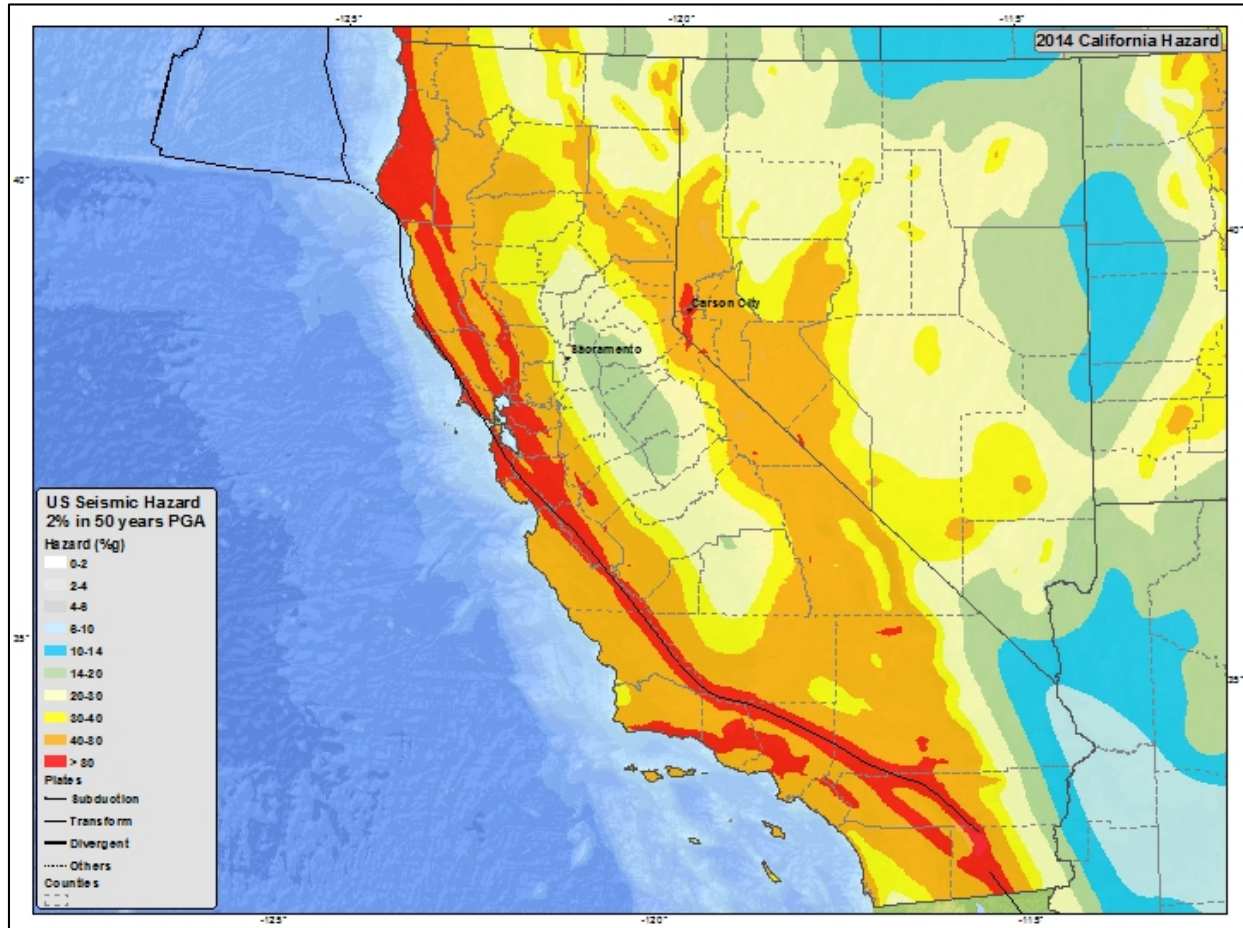 -125°
-120°
-115°
2014 California Hazard
40°
40°
Carson City
Sacramento
US Seismic Hazard
2% in 50 years PGA
Hazard (%g)
0-2
2-4
4-6
6-10
10-14
14-20
20-30
30-40
40-80
> 80
Plates
Subduction
Transform
Divergent
Others
Counties
35°
35°
-125°
-120°
-115°